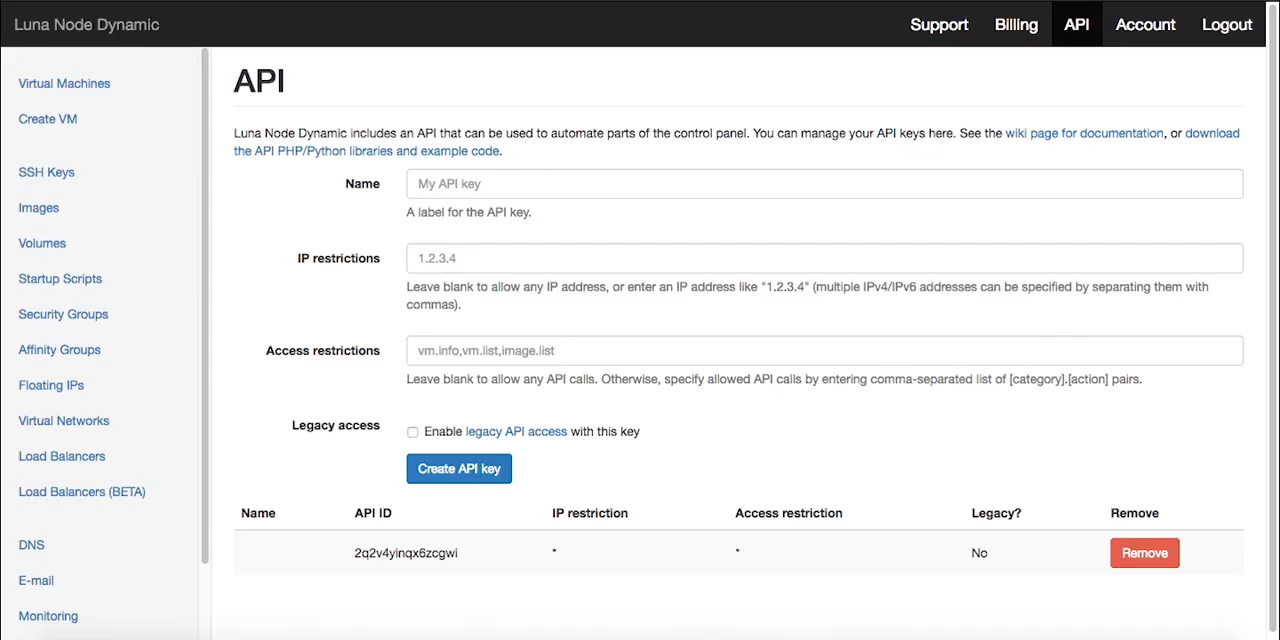 Luna Node Dynamic
Support
Billing
API
Account
Logout
Virtual Machines
Create VM
SSH Keys
Images
Volumes
Startup Scripts
Security Groups
Affinity Groups
Floating IPs
Virtual Networks
Load Balancers
Load Balancers (BETA)
DNS
E-mail
Monitoring
API
Luna Node Dynamic includes an API that can be used to automate parts of the control panel. You can manage your API keys here. See the wiki page for documentation, or download
the API PHP/Python libraries and example code.
Name
My API key
A label for the API key.
IP restrictions
1.2.3.4
Leave blank to allow any IP address, or enter an IP address like "1.2.3.4" (multiple IPv4/IPv6 addresses can be specified by separating them with
commas).
Access restrictions
vm.info,vm.list,image.list
Leave blank to allow any API calls. Otherwise, specify allowed API calls by entering comma-separated list of [category].[action] pairs.
Legacy access
Enable legacy API access with this key
Create API key
Name API ID IP restriction Access restriction Legacy? Remove
2q2v4yinqx6zcgwi * * No Remove